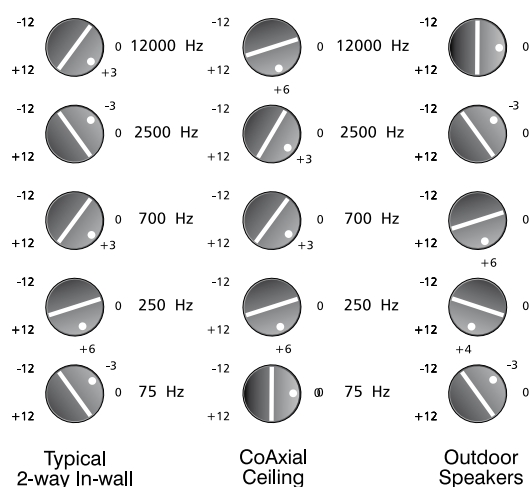 -12 0 12000 Hz +12 +3
-12 0 12000 Hz +12 +6
-12 0 +12
-12 -3 0 2500 Hz +12
-12 0 2500 Hz +12 +3
-12 -3 0 +12
-12 0 700 Hz +12 +3
-12 0 700 Hz +12 +3
-12 0 +12 +6
-12 0 250 Hz +12 +6
-12 0 250 Hz +12 +6
-12 0 +12 +4
-12 -3 0 75 Hz +12
-12 0 75 Hz +12
-12 -3 0 +12
Typical
2-way In-wall
CoAxial
Ceiling
Outdoor
Speakers